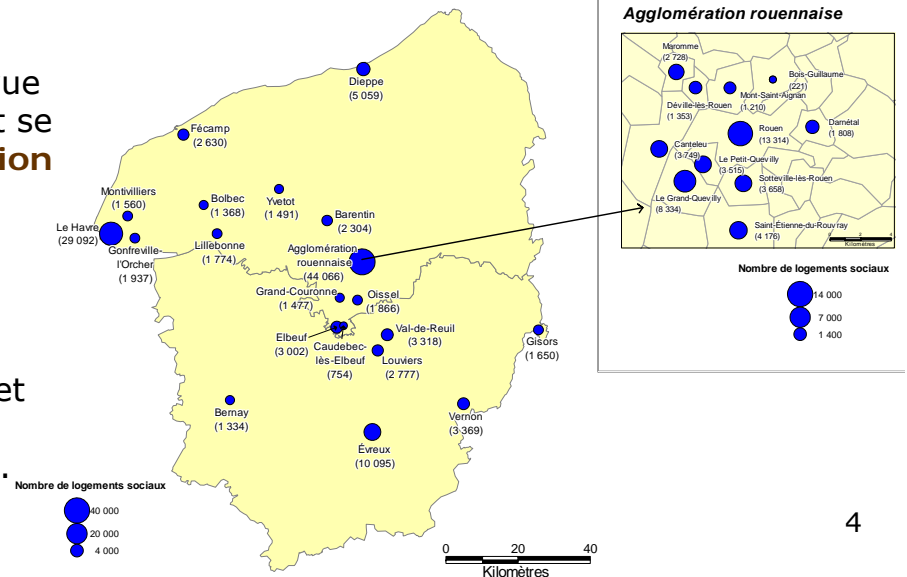 ue
t se
ion
et
.
Dieppe
(5 059)
Fécamp
(2 630)
Montivilliers
(1 560)
Bolbec
(1 368)
Yvetot
(1 491)
Barentin
(2 304)
Le Havre
(29 092)
Gonfreville-
l'Orcher
(1 937)
Lillebonne
(1 774)
Agglomération
rouennaise
(44 066)
Grand-Couronne
(1 477)
Oissel
(1 866)
Elbeuf
(3 002)
Caudebec-
lès-Elbeuf
(754)
Val-de-Reuil
(3 318)
Louviers
(2 777)
Gisors
(1 650)
Bernay
(1 334)
Vernon
(3 369)
Évreux
(10 095)
Nombre de logements sociaux
40 000
20 000
4 000
0 20 40
Kilomètres
Agglomération rouennaise
Maromme
(2 728)
Bois-Guillaume
(221)
Déville-lès-Rouen
(1 353)
Mont-Saint-Aignan
(1 210)
Rouen
(13 314)
Darnétal
(1 808)
Canteleu
(3 749)
Le Petit-Quevilly
(3 515)
Sotteville-lès-Rouen
(3 658)
Le Grand-Quevilly
(8 334)
Saint-Étienne-du-Rouvray
(4 176)
0 2 4
Kilomètres
Nombre de logements sociaux
14 000
7 000
1 400
4